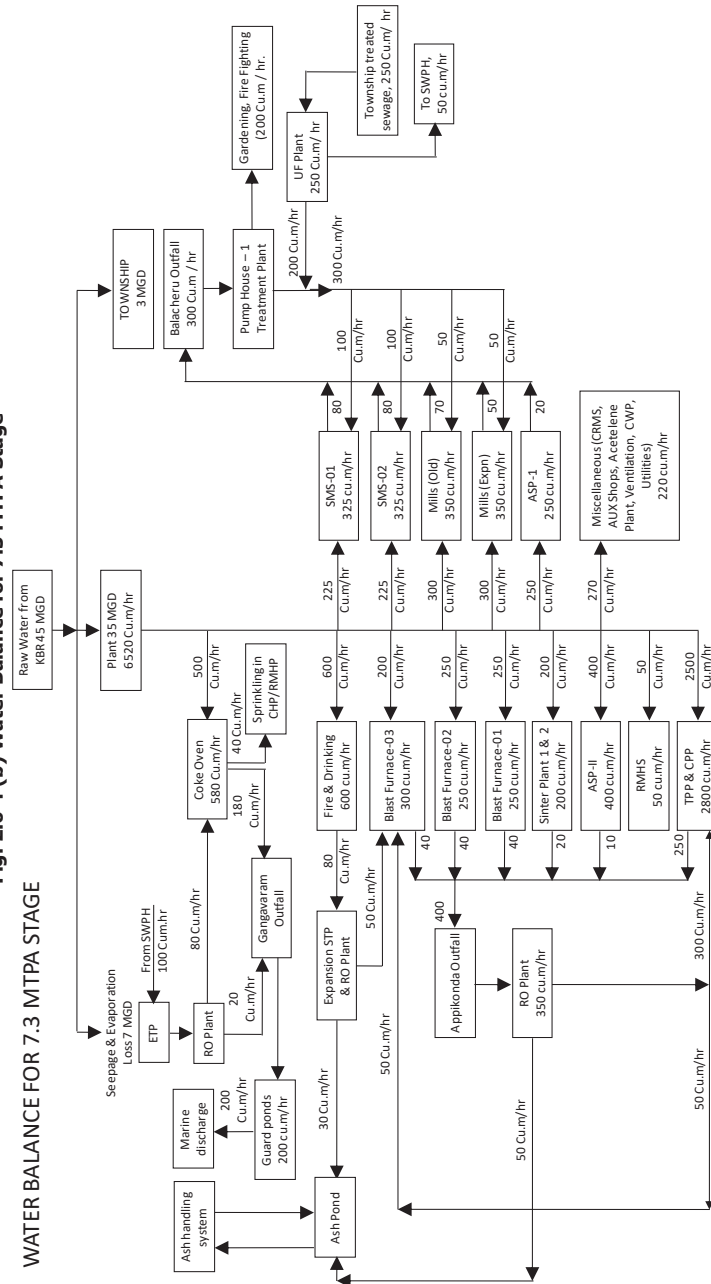 Fig. 2.6- 4 (b) Water Balance for 7.3 MTPA Stage
WATER BALANCE FOR 7.3 MTPA STAGE
Raw Water from
KBR 45 MGD
Seepage & Evaporation
Loss 7 MGD
Plant 35 MGD
6520 Cu.m/hr
TOWNSHIP
3 MGD
ETP
From SWPH
100 Cum.hr
RO Plant
80 Cu.m/hr
20
Cu.m/hr
500
Cu.m/hr
Coke Oven
580 Cu.m/hr
40 Cu.m/hr
Sprinkling in
CHP/RMHP
180
Cu.m/hr
Gangavaram
Outfall
Guard ponds
200 cu.m/hr
200
Cu.m/hr
Marine
discharge
Ash handling
system
Ash Pond
30 Cu.m/hr
Expansion STP
& RO Plant
80
Cu.m/hr
50 Cu.m/hr
Fire & Drinking
600 cu.m/hr
600
Cu.m/hr
Blast Furnace-03
300 cu.m/hr
200
Cu.m/hr
40
Blast Furnace-02
250 cu.m/hr
250
Cu.m/hr
40
Blast Furnace-01
250 cu.m/hr
250
Cu.m/hr
40
Sinter Plant 1 & 2
200 cu.m/hr
200
Cu.m/hr
20
ASP-II
400 cu.m/hr
400
Cu.m/hr
10
RMHS
50 cu.m/hr
50
Cu.m/hr
TPP & CPP
2800 cu.m/hr
2500
Cu.m/hr
250
400
Appikonda Outfall
RO Plant
350 cu.m/hr
50 Cu.m/hr
50 Cu.m/hr
300 Cu.m/hr
50 Cu.m/hr
Balacheru Outfall
300 Cu.m / hr
Pump House – 1
Treatment Plant
Gardening, Fire Fighting
(200 Cu.m / hr.
UF Plant
250 Cu.m/ hr
Township treated
sewage, 250 Cu.m/ hr
To SWPH,
50 cu.m/hr
200 Cu.m/hr
300 Cu.m/hr
SMS-01
325 cu.m/hr
225
Cu.m/hr
80
100
Cu.m/hr
SMS-02
325 cu.m/hr
225
Cu.m/hr
80
100
Cu.m/hr
Mills (Old)
350 cu.m/hr
300
Cu.m/hr
70
50
Cu.m/hr
Mills (Expn)
350 cu.m/hr
300
Cu.m/hr
50
50
Cu.m/hr
ASP-1
250 cu.m/hr
250
Cu.m/hr
20
Miscellaneous (CRMS,
AUX Shops, Acetelene
Plant, Ventilation, CWP,
Utilities)
220 cu.m/hr
270
Cu.m/hr